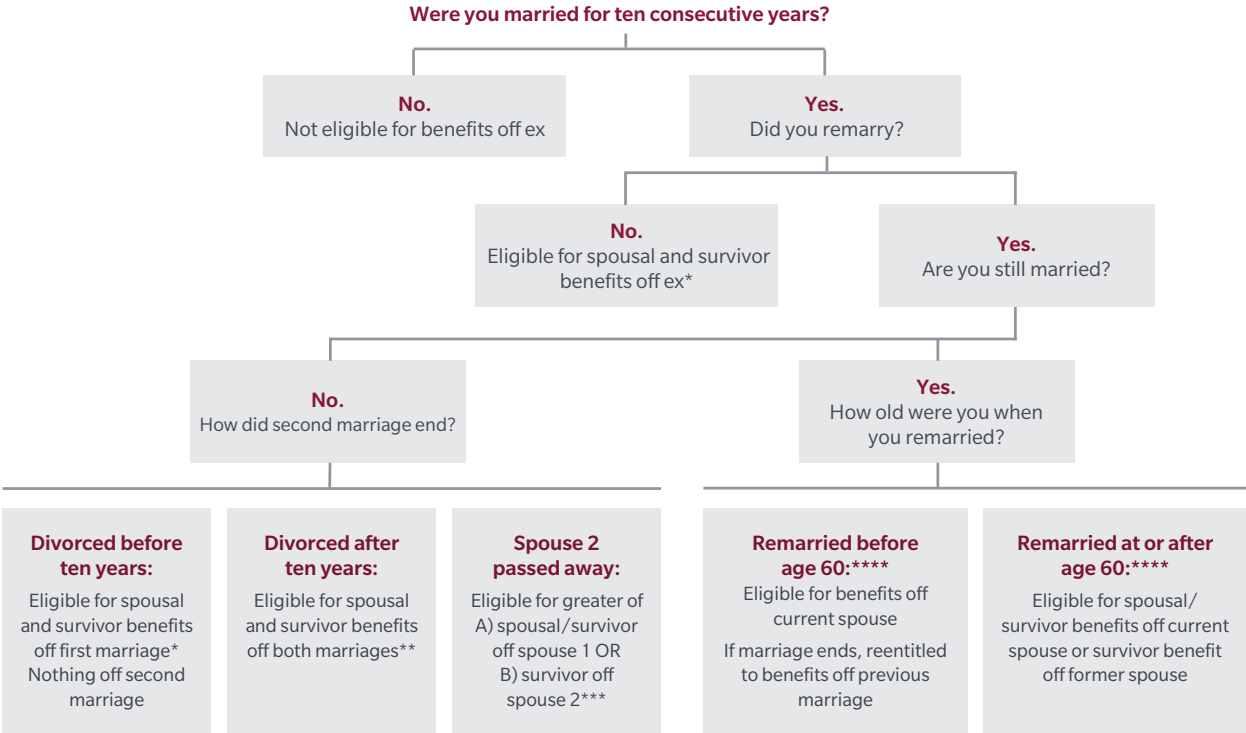 Were you married for ten consecutive years?
No.
Not eligible for benefits off ex
Yes.
Did you remarry?
No.
Eligible for spousal and survivor
benefits off ex*
Yes.
Are you still married?
No.
How did second marriage end?
Yes.
How old were you when
you remarried?
Divorced before
ten years:
Eligible for spousal
and survivor benefits
off first marriage*
Nothing off second
marriage
Divorced after
ten years:
Eligible for spousal
and survivor benefits
off both marriages**
Spouse 2
passed away:
Eligible for greater of
A) spousal/survivor
off spouse 1 OR
B) survivor off
spouse 2***
Remarried before
age 60:****
Eligible for benefits off
current spouse
If marriage ends, reentitled
to benefits off previous
marriage
Remarried at or after
age 60:****
Eligible for spousal/
survivor benefits off current
spouse or survivor benefit
off former spouse